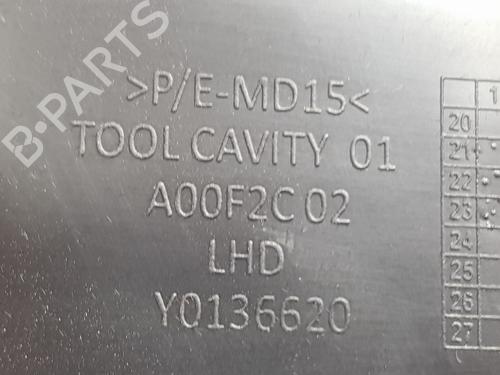 B-PARTS
>P/E-MD15<
TOOL CAVITY 01
A00F2C 02
LHD
Y0136620
1
20
21
22
23
24
25
26
27